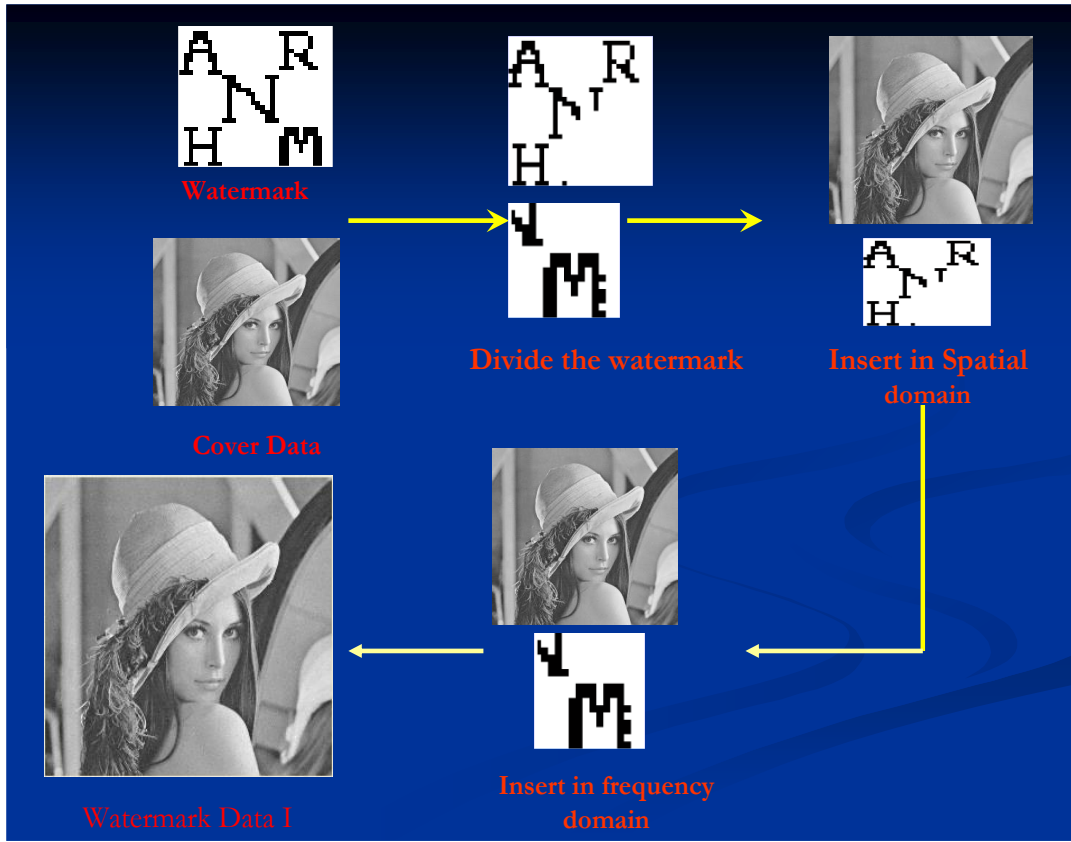 A R
N
H M
Watermark
Cover Data
A R
N
H
M
Divide the watermark
A R
N
H
Insert in Spatial
domain
M
Insert in frequency
domain
Watermark Data I